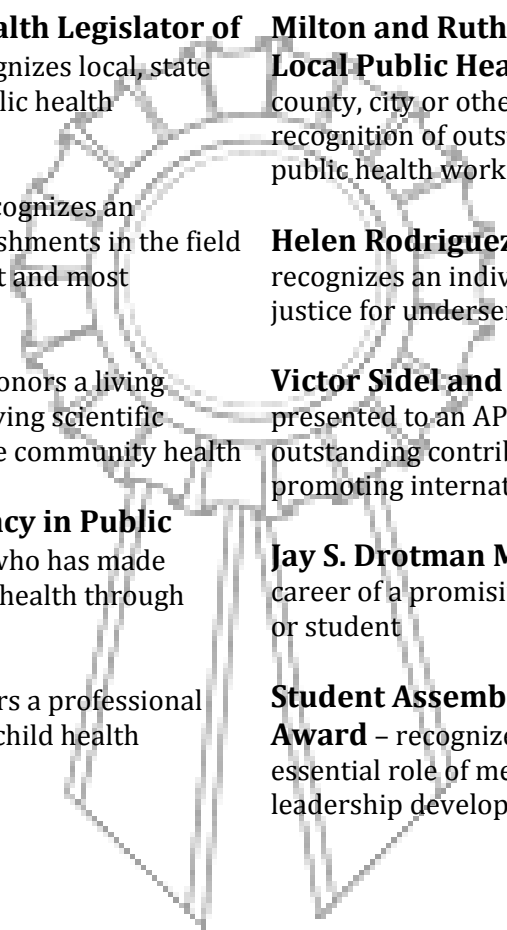 alth Legislator of
gnizes local, state
lic health
cognizes an
shments in the field
t and most
onors a living
ving scientific
e community health
ncy in Public
who has made
health through
rs a professional
child health
Milton and Ruth
Local Public Hea
county, city or othe
recognition of outs
public health work
Helen Rodriguez
recognizes an indiv
justice for underser
Victor Sidel and
presented to an AP
outstanding contrib
promoting internat
Jay S. Drotman M
career of a promisi
or student
Student Assemb
Award – recognize
essential role of me
leadership develop